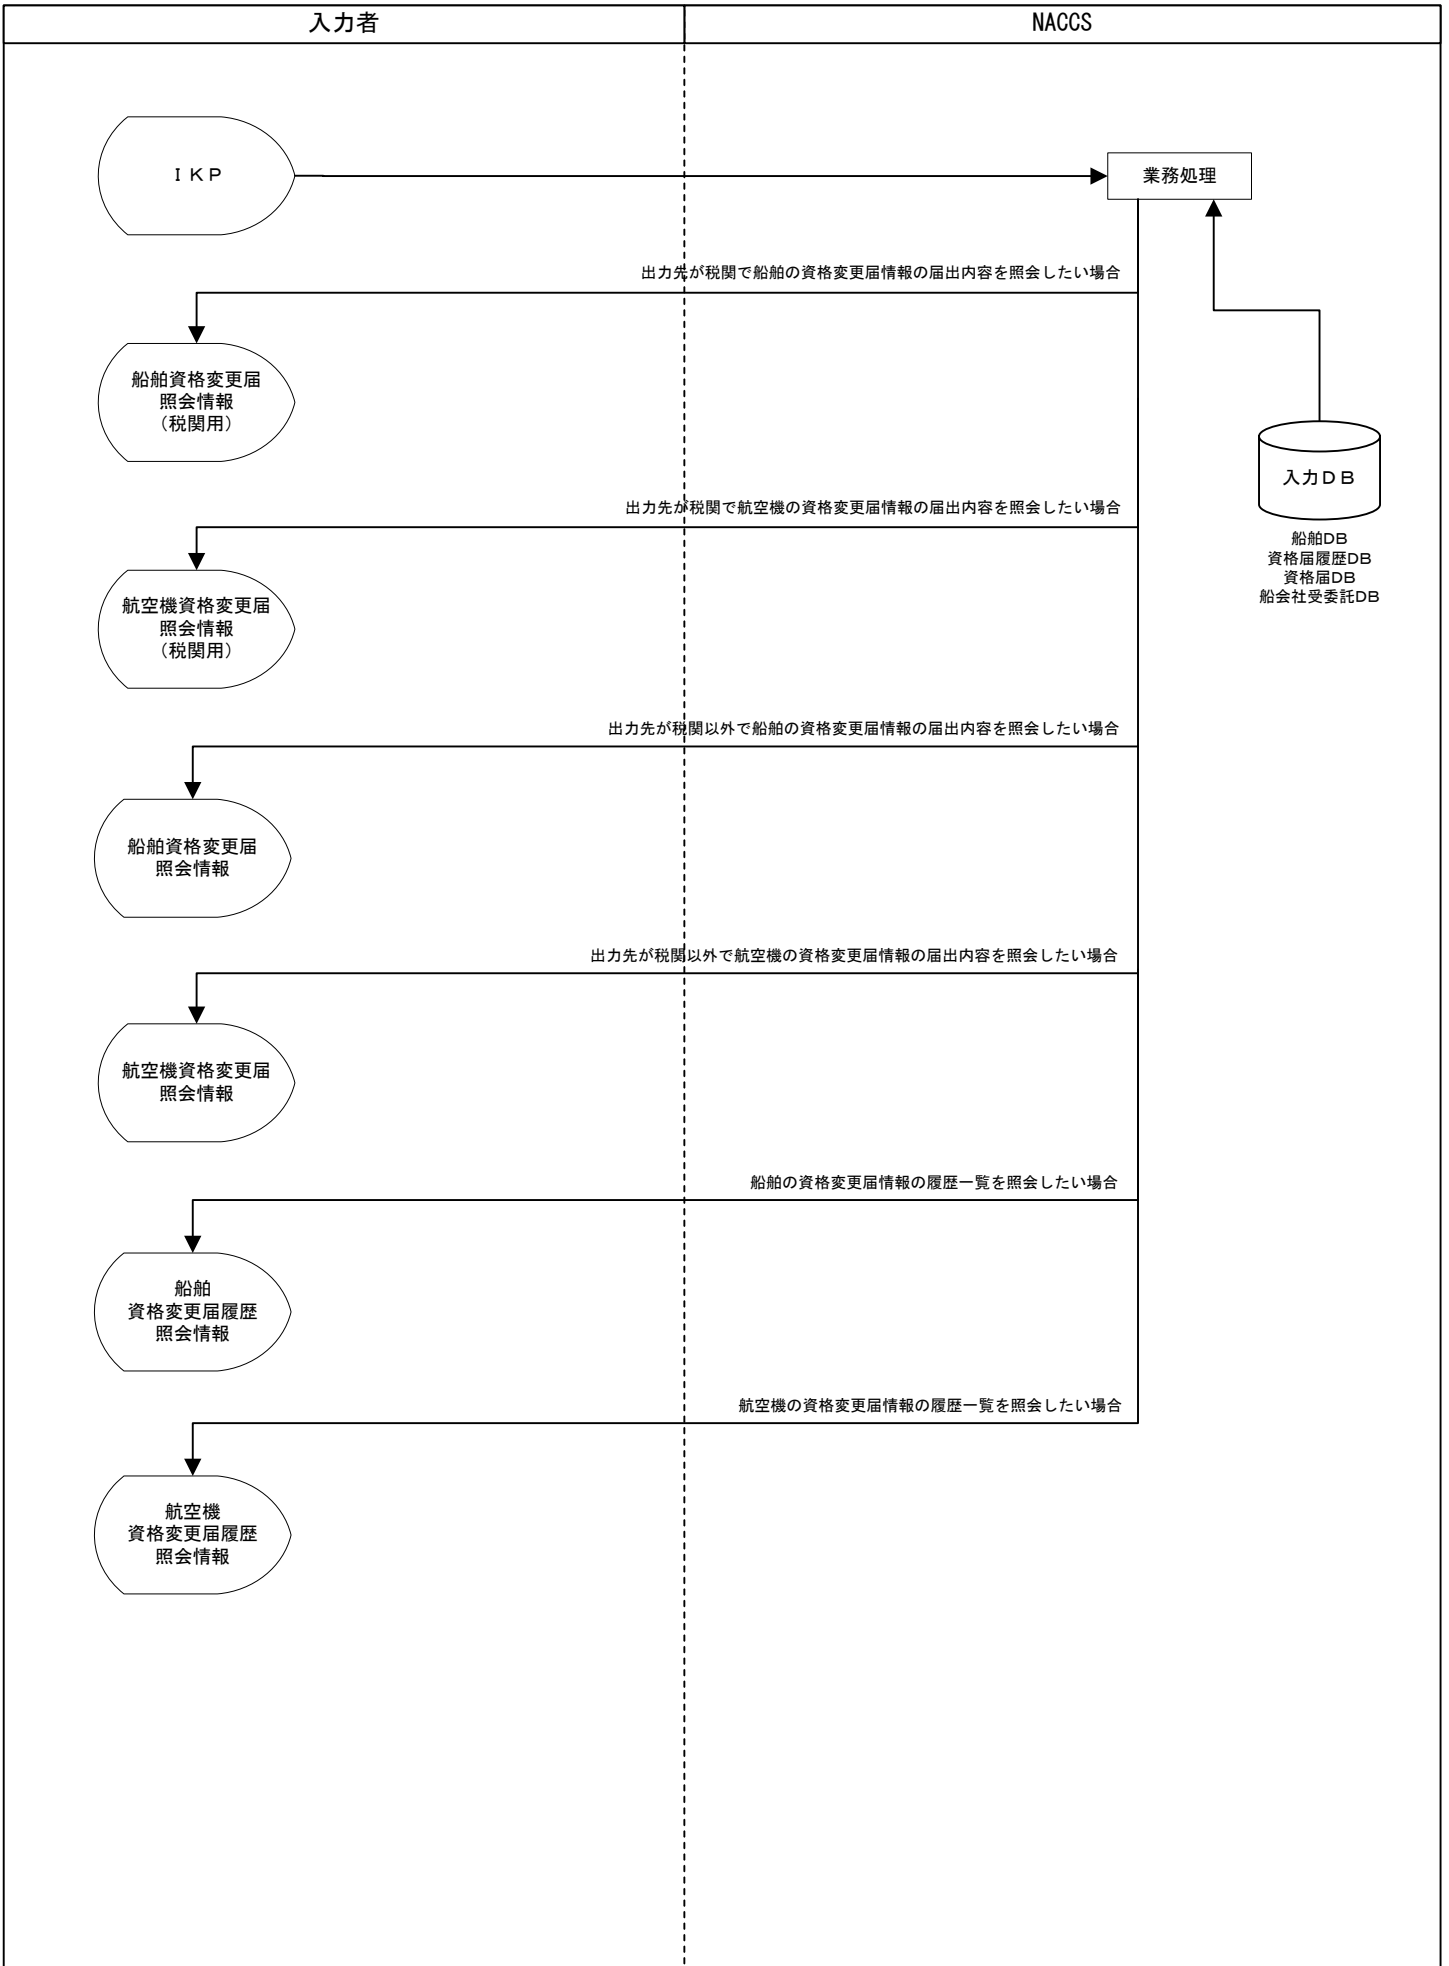 入力者
NACCS
ＩＫＰ
業務処理
出力先が税関で船舶の資格変更届情報の届出内容を照会したい場合
船舶資格変更届
照会情報
（税関用）
入力ＤＢ
船舶DB
資格届履歴DB
資格届DB
船会社受委託DB
出力先が税関で航空機の資格変更届情報の届出内容を照会したい場合
航空機資格変更届
照会情報
（税関用）
出力先が税関以外で船舶の資格変更届情報の届出内容を照会したい場合
船舶資格変更届
照会情報
出力先が税関以外で航空機の資格変更届情報の届出内容を照会したい場合
航空機資格変更届
照会情報
船舶の資格変更届情報の履歴一覧を照会したい場合
船舶
資格変更届履歴
照会情報
航空機の資格変更届情報の履歴一覧を照会したい場合
航空機
資格変更届履歴
照会情報